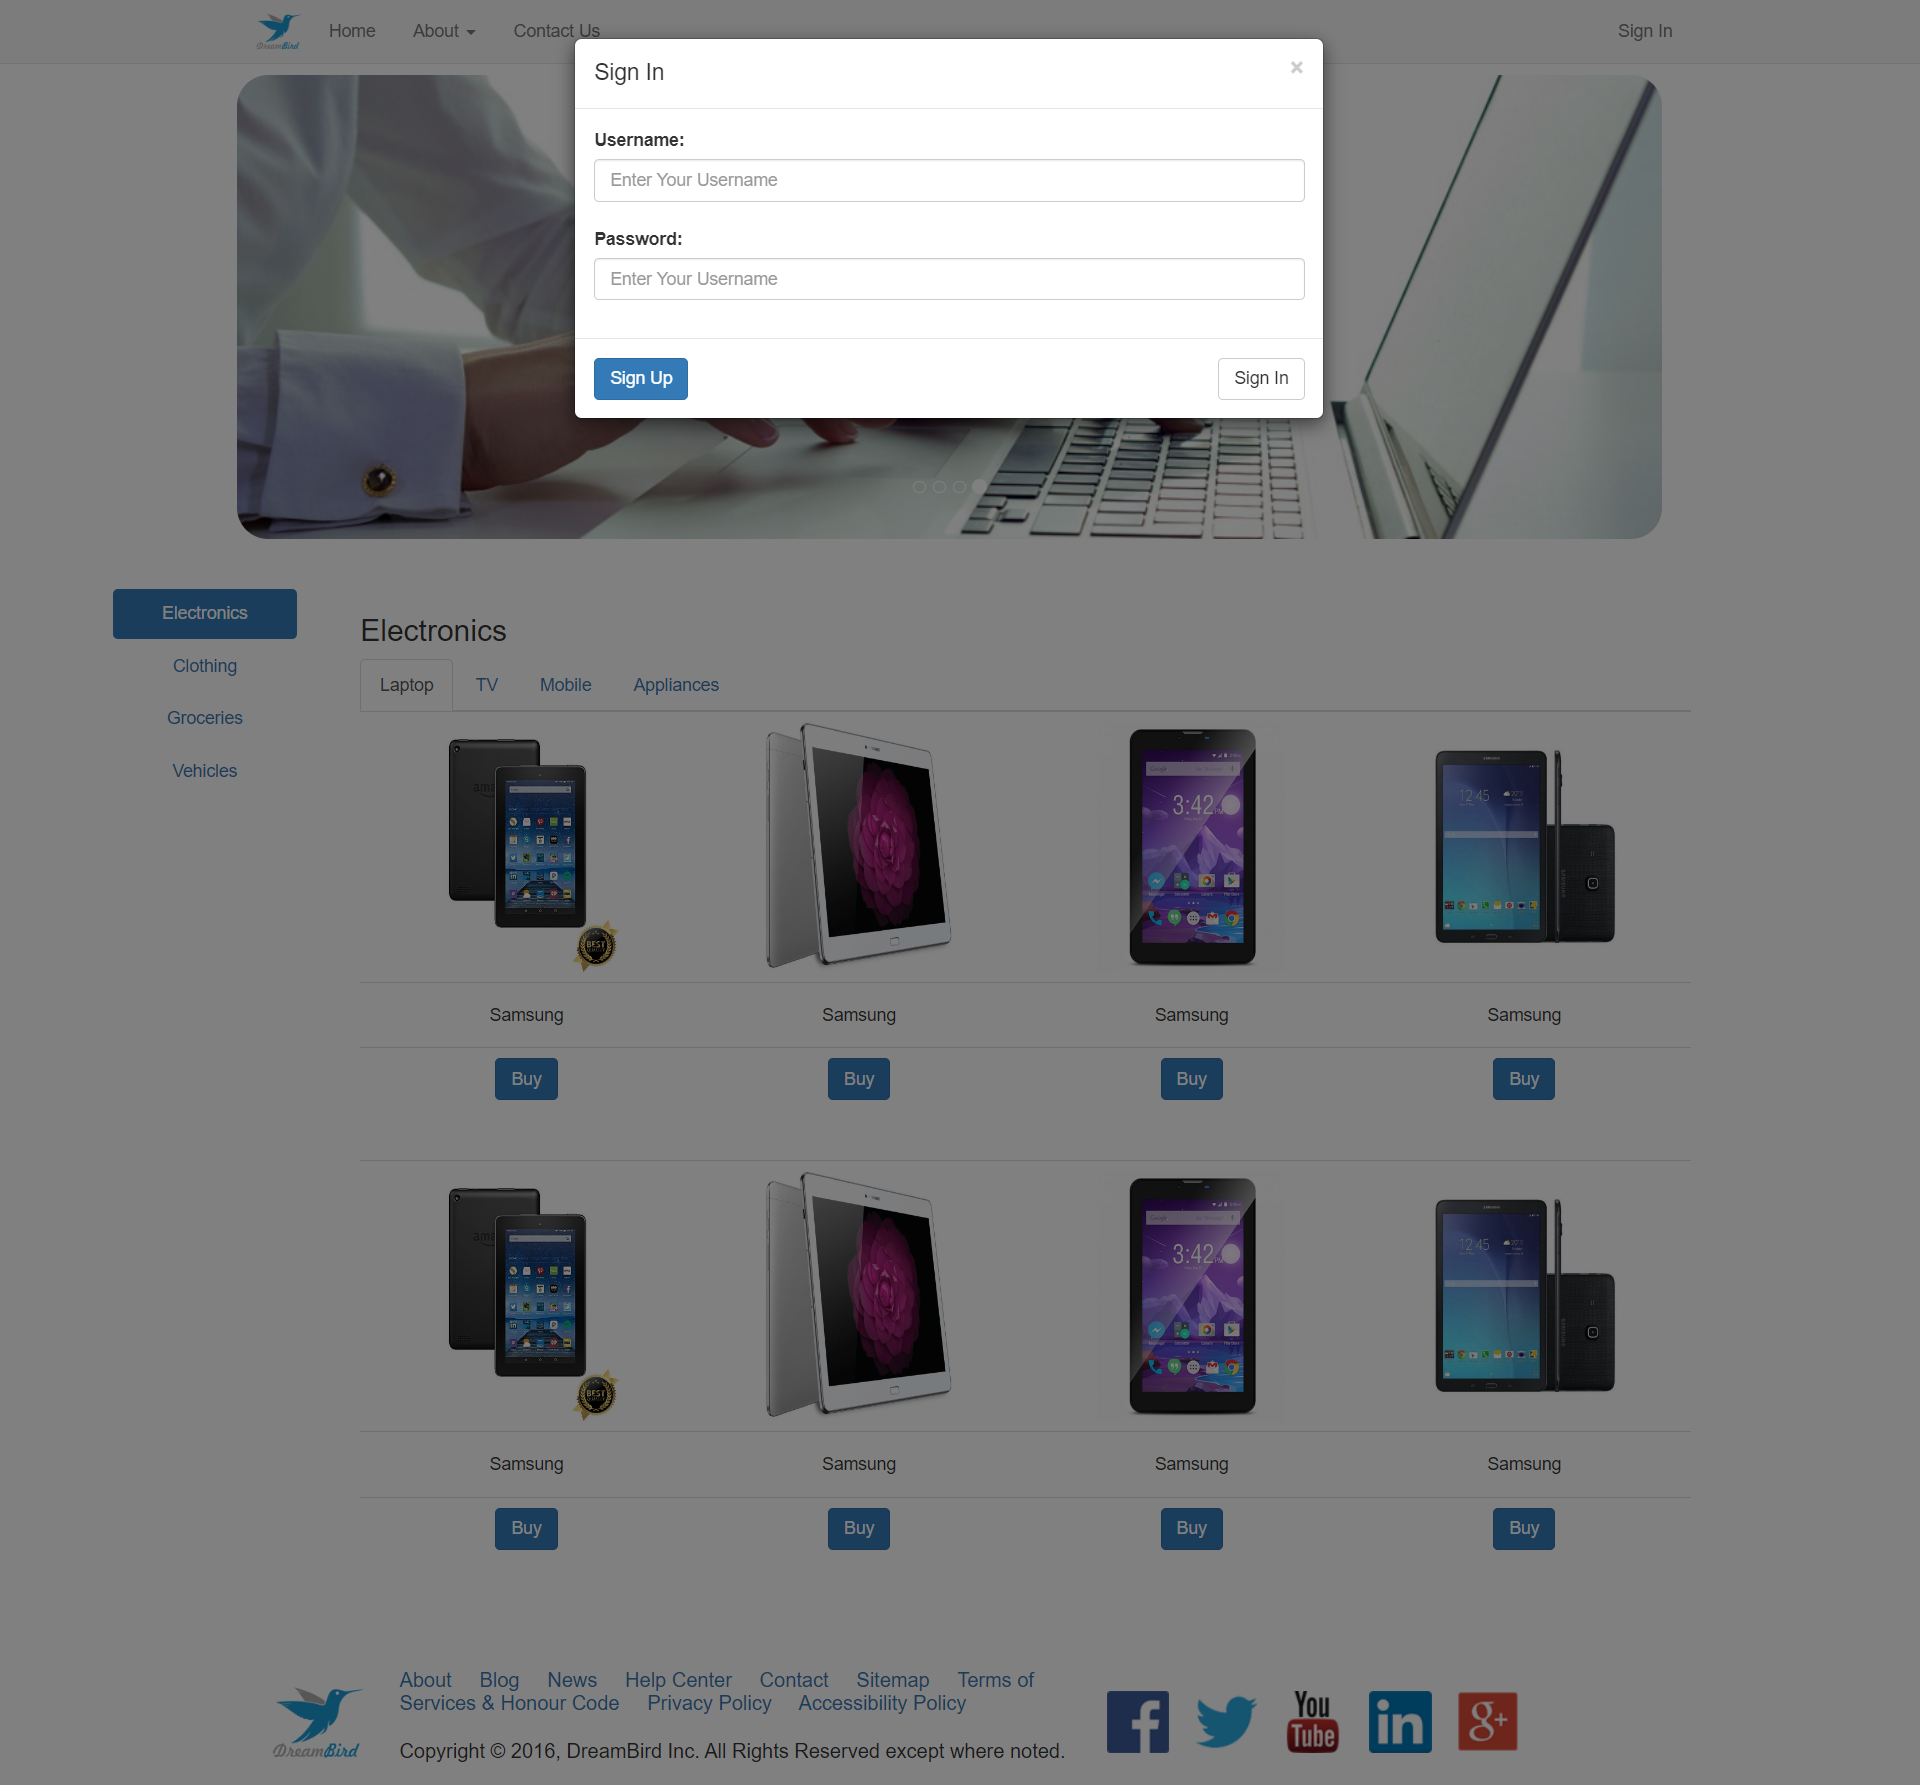 DreamBird
Home
About
Contact Us
Sign In
Sign In
×
Username:
Enter Your Username
Password:
Enter Your Username
Sign Up
Sign In
Electronics
Clothing
Groceries
Vehicles
Electronics
Laptop
TV
Mobile
Appliances
3:42
12:45
BEST
Samsung
Samsung
Samsung
Samsung
Buy
Buy
Buy
Buy
3:42
12:45
BEST
Samsung
Samsung
Samsung
Samsung
Buy
Buy
Buy
Buy
About Blog News Help Center Contact Sitemap Terms of
Services & Honour Code Privacy Policy Accessibility Policy
Copyright © 2016, DreamBird Inc. All Rights Reserved except where noted.
DreamBird
You
Tube
in
g+